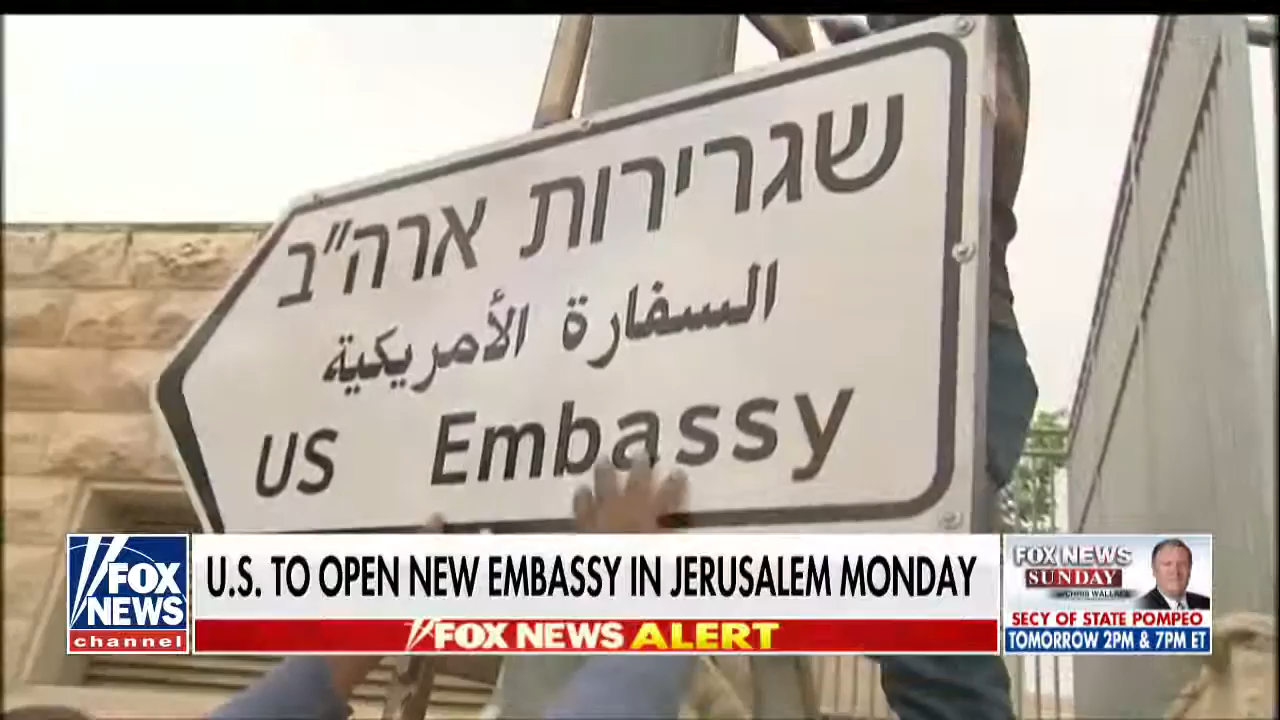 שגרירות ארה"ב
السفارة الأمريكية
US Embassy
FOX
NEWS
channel
U.S. TO OPEN NEW EMBASSY IN JERUSALEM MONDAY
FOX NEWS ALERT
FOX NEWS
SUNDAY
WITH CHRIS WALLACE
SECY OF STATE POMPEO
TOMORROW 2PM & 7PM ET